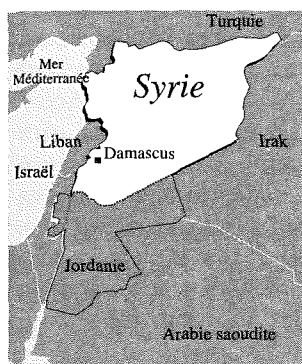 Turquie
Mer
Méditerranée
Syrie
Liban
Damascus
Irak
Israël
Jordanie
Arabie saoudite